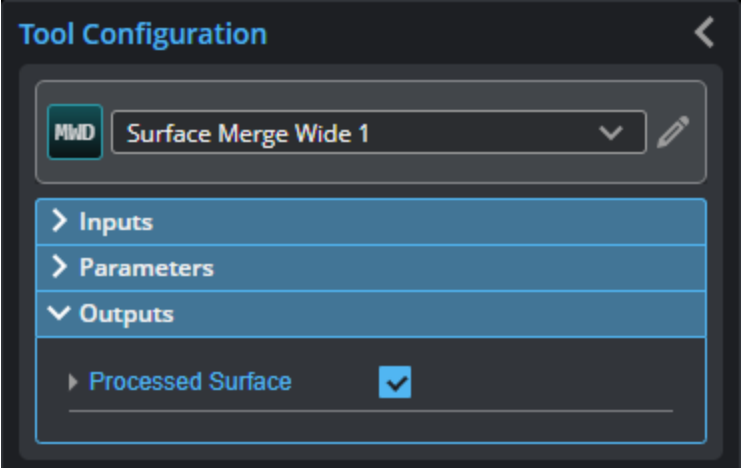 Tool Configuration
MWD
Surface Merge Wide 1
Inputs
Parameters
Outputs
Processed Surface